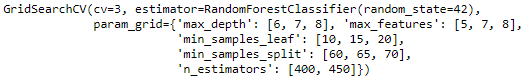 GridSearchCV(cv=3, estimator=RandomForestClassifier(random_state=42),
param_grid={'max_depth': [6, 7, 8], 'max_features': [5, 7, 8],
'min_samples_leaf': [10, 15, 20],
'min_samples_split': [60, 65, 70],
'n_estimators': [400, 450]})